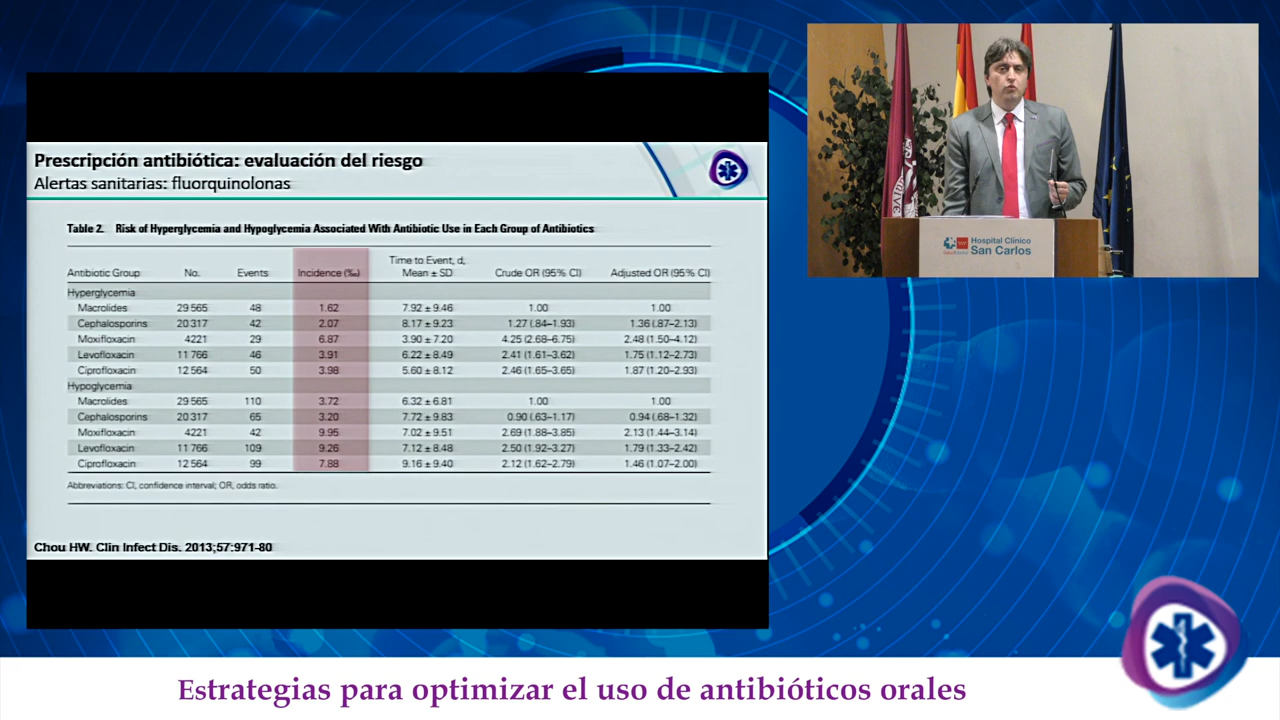 Prescripción antibiótica: evaluación del riesgo
Alertas sanitarias: fluorquinolonas
Table 2. Risk of Hyperglycemia and Hypoglycemia Associated With Antibiotic Use in Each Group of Antibiotics
Antibiotic Group No. Events Incidence (‰) Time to Event, d, Mean ± SD Crude OR (95% CI) Adjusted OR (95% CI)
Hyperglycemia
Macrolides 29 565 48 1.62 7.92 ± 9.46 1.00 1.00
Cephalosporins 20 317 42 2.07 8.17 ± 9.23 1.27 (.84–1.93) 1.36 (.87–2.13)
Moxifloxacin 4221 29 6.87 3.90 ± 7.20 4.25 (2.68–6.75) 2.48 (1.50–4.12)
Levofloxacin 11 766 46 3.91 6.22 ± 8.49 2.41 (1.61–3.62) 1.75 (1.12–2.73)
Ciprofloxacin 12 564 50 3.98 5.60 ± 8.12 2.46 (1.65–3.65) 1.87 (1.20–2.93)
Hypoglycemia
Macrolides 29 565 110 3.72 6.32 ± 6.81 1.00 1.00
Cephalosporins 20 317 65 3.20 7.72 ± 9.83 0.90 (.63–1.17) 0.94 (.68–1.32)
Moxifloxacin 4221 42 9.95 7.02 ± 9.51 2.69 (1.88–3.85) 2.13 (1.44–3.14)
Levofloxacin 11 766 109 9.26 7.12 ± 8.48 2.50 (1.92–3.27) 1.79 (1.33–2.42)
Ciprofloxacin 12 564 99 7.88 9.16 ± 9.40 2.12 (1.62–2.79) 1.46 (1.07–2.00)
Abbreviations: CI, confidence interval; OR, odds ratio.
Chou HW. Clin Infect Dis. 2013;57:971-80
Hospital Clínico
San Carlos
Estrategias para optimizar el uso de antibióticos orales